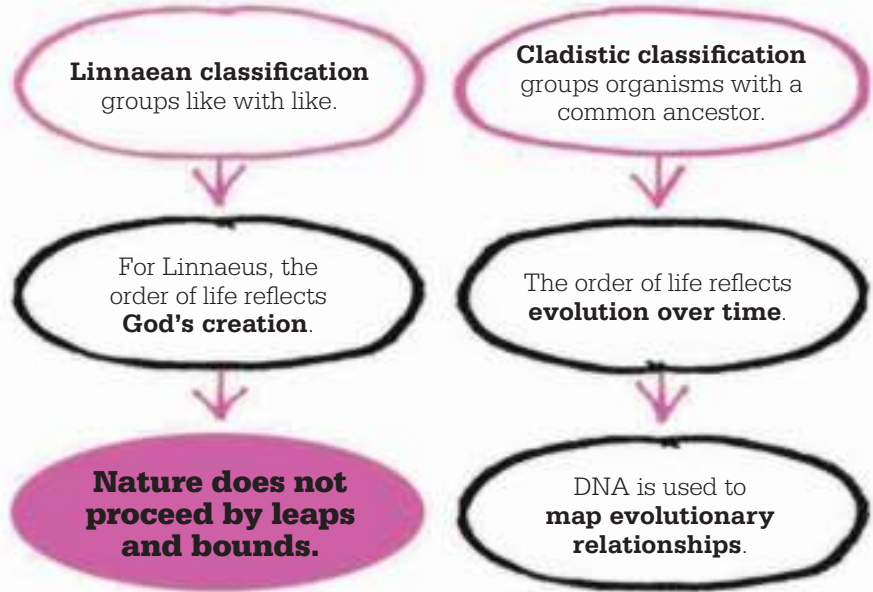 Linnaean classification
groups like with like.
Cladistic classification
groups organisms with a
common ancestor.
For Linnaeus, the
order of life reflects
God's creation.
The order of life reflects
evolution over time.
Nature does not
proceed by leaps
and bounds.
DNA is used to
map evolutionary
relationships.